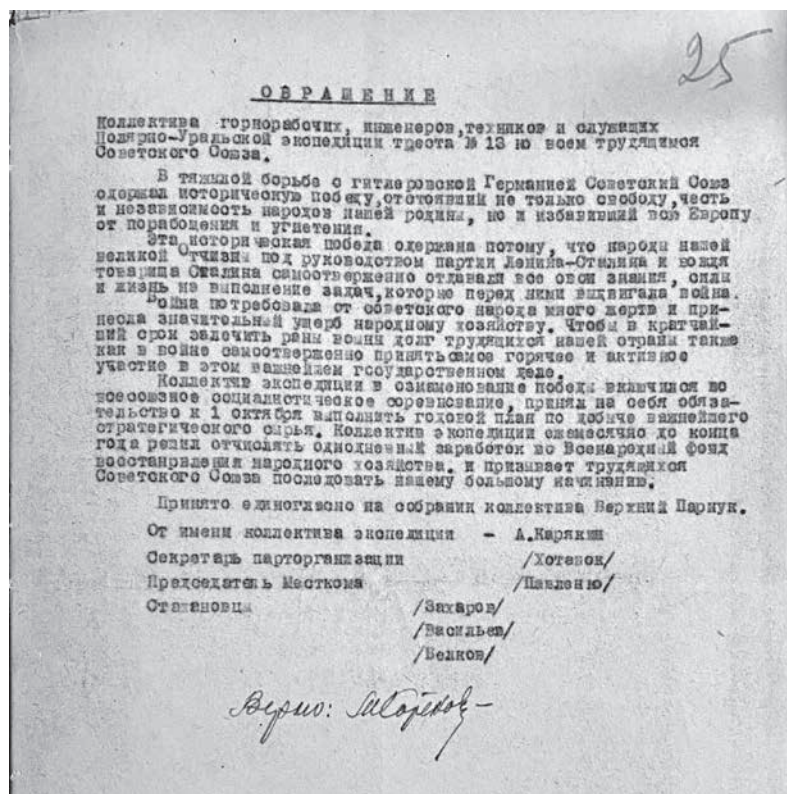 25
ОБРАЩЕНИЕ
Коллектива горнорабочих, инженеров,техников и служащих
Полярно-Уральской экспедиции треста № 13 ко всем трудящимся
Советского Союза.
В тяжелой борьбе с гитлеровской Германией Советский Союз
одержал историческую победу,отстоявший не только свободу,честь
и независимость народов нашей родины, но и избавивший всю Европу
от порабощения и угнетения.
Эта историческая победа одержана потому, что народы нашей
великой Отчизны под руководством партии Ленина-Сталина и вождя
товарища Сталина самоотверженно отдавали все свои знания, силы
и жизнь на выполнение задач,которые перед ними выдвигала война.
Война потребовала от советского народа много жертв и при-
несла значительный ущерб народному хозяйству. Чтобы в кратчай-
ший срок залечить раны войны долг трудящихся нашей страны также
как в войне самоотверженно принять самое горячее и активное
участие в этом важнейшем государственном деле.
Коллектив экспедиции в ознаменование победы включился во
всесоюзное социалистическое соревнование, принял на себя обяза-
тельство к 1 октября выполнить годовой план по добыче важнейшего
стратегического сырья. Коллектив экспедиции ежемесячно до конца
года решил отчислять однодневный заработок во Всенародный фонд
восстанрвления народного хозяйства. и призывает трудящихся
Советского Союза последовать нашему большому начинанию.
Принято единогласно на собрании коллектива Верхний Парнук.
От имени коллектива экспедиции - А.Карякин
Секретарь парторганизации /Хотенок/
Председатель Месткома /Павленко/
Стахановцы /Захаров/
/Васильев/
/Белков/
Верно: